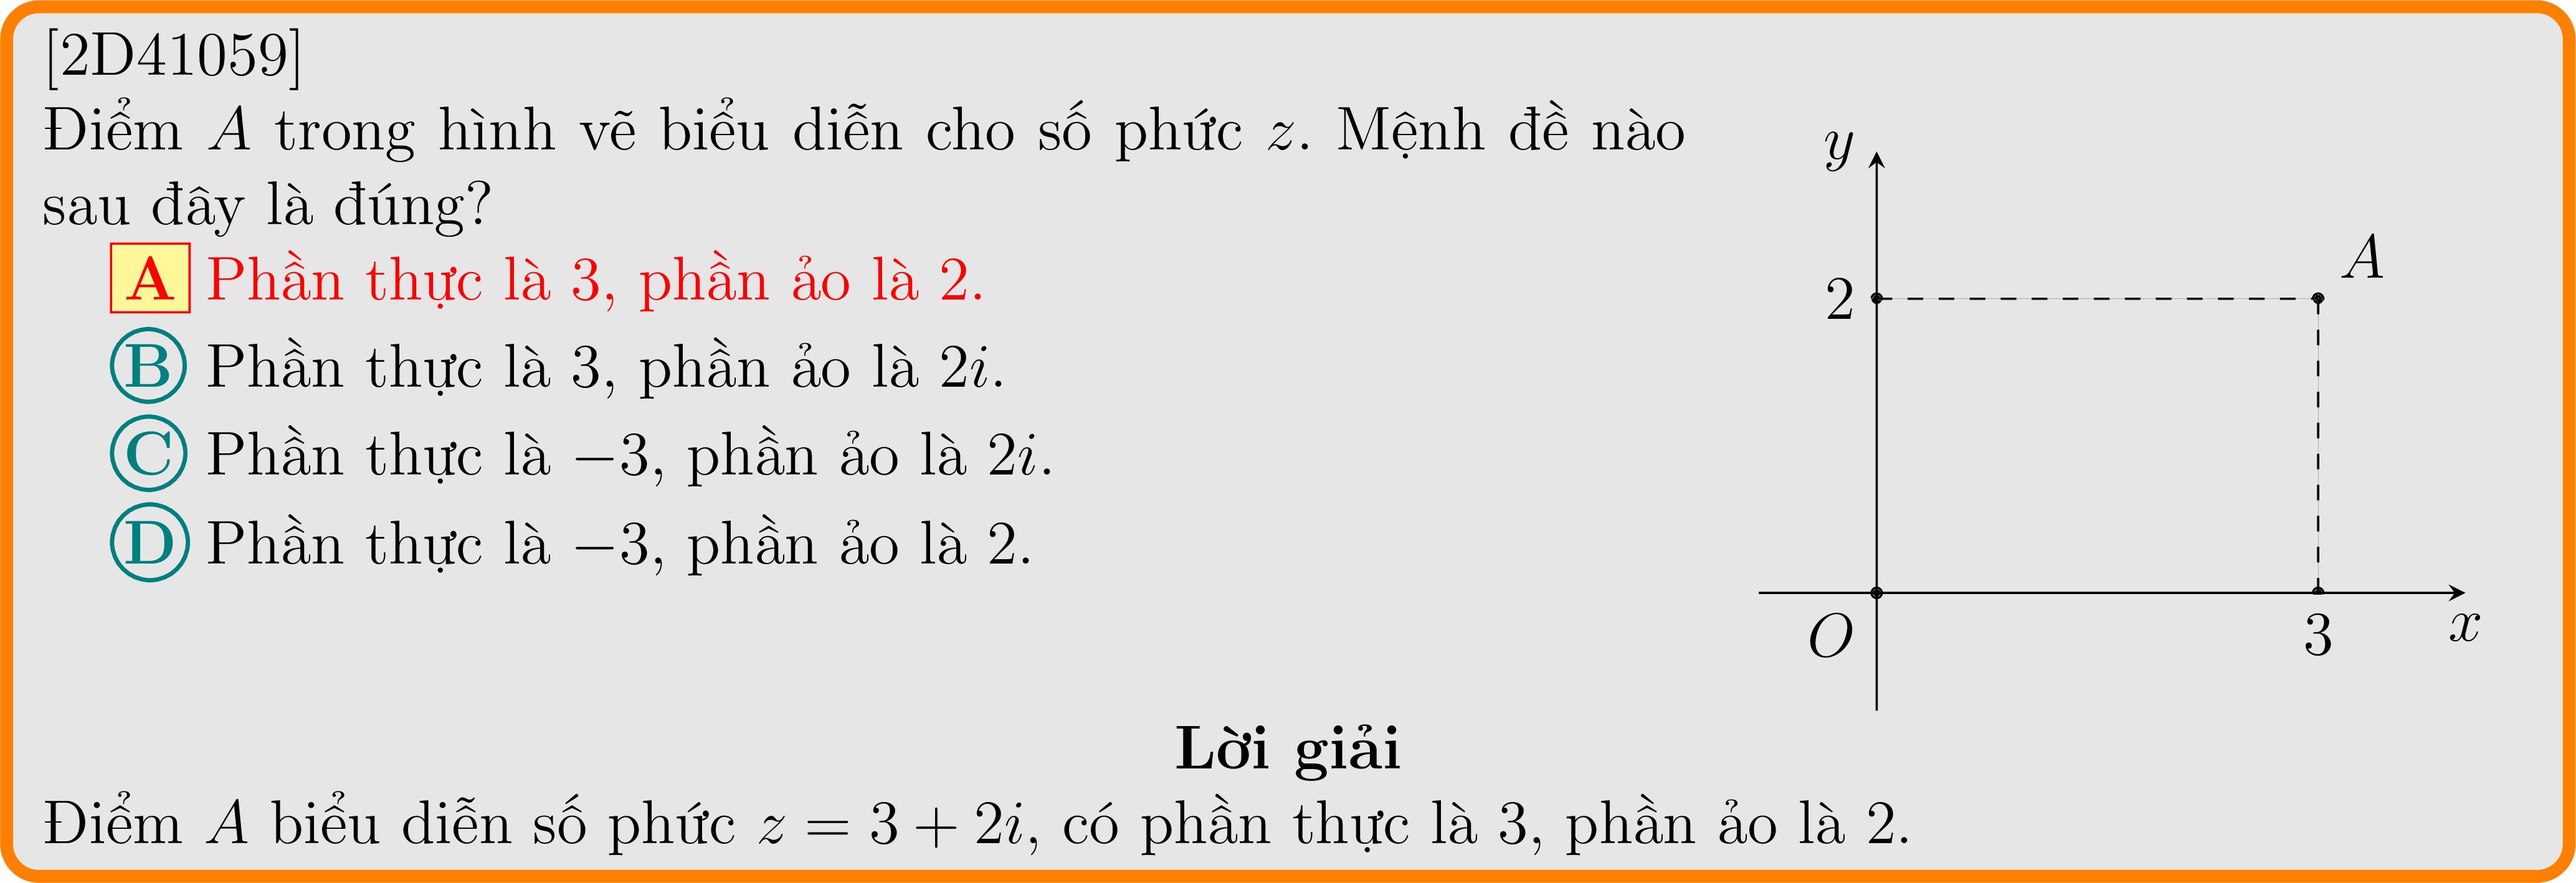 [2D41059]
Điểm A trong hình vẽ biểu diễn cho số phức z. Mệnh đề nào
sau đây là đúng?
A Phần thực là 3, phần ảo là 2.
B Phần thực là 3, phần ảo là 2i.
C Phần thực là −3, phần ảo là 2i.
D Phần thực là −3, phần ảo là 2.
y
A
2
O
3
x
Lời giải
Điểm A biểu diễn số phức z = 3 + 2i, có phần thực là 3, phần ảo là 2.